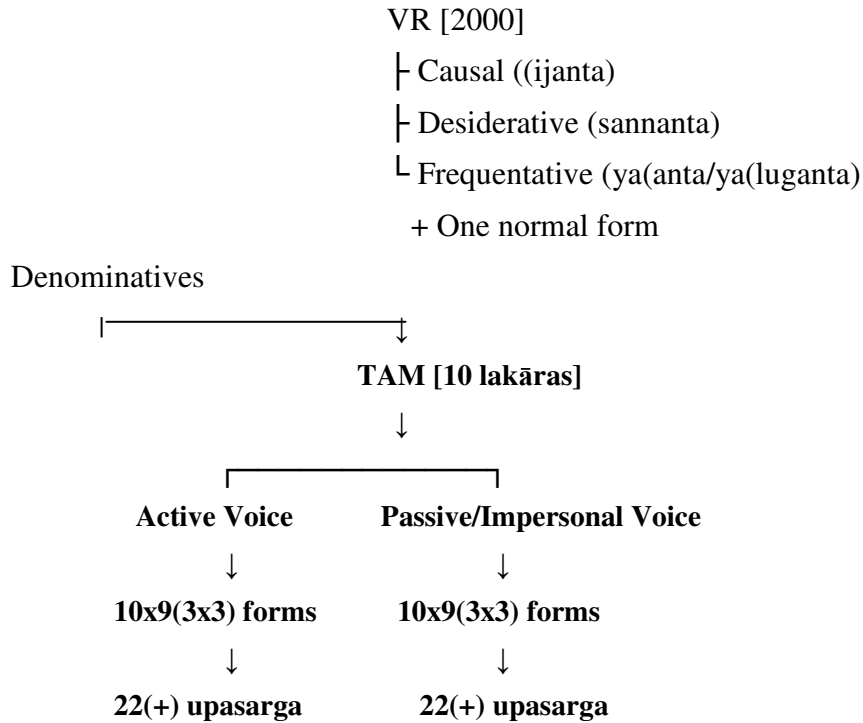 VR [2000]
├ Causal ((ijanta)
├ Desiderative (sannanta)
└ Frequentative (ya(anta/ya(luganta)
+ One normal form
Denominatives
↓
TAM [10 lakāras]
↓
Active Voice Passive/Impersonal Voice
↓ ↓
10x9(3x3) forms 10x9(3x3) forms
↓ ↓
22(+) upasarga 22(+) upasarga